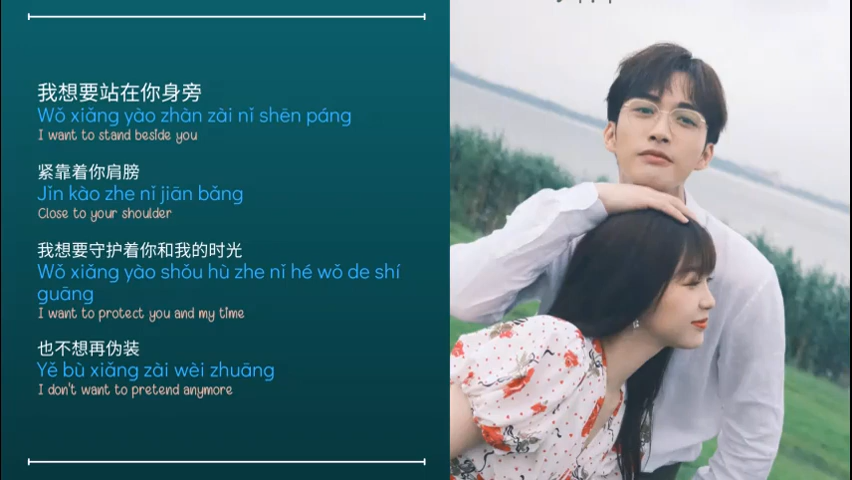 我想要站在你身旁
Wǒ xiǎng yào zhàn zài nǐ shēn páng
I want to stand beside you
紧靠着你肩膀
Jǐn kào zhe nǐ jiān bǎng
Close to your shoulder
我想要守护着你和我的时光
Wǒ xiǎng yào shǒu hù zhe nǐ hé wǒ de shí
guāng
I want to protect you and my time
也不想再伪装
Yě bù xiǎng zài wèi zhuāng
I don't want to pretend anymore